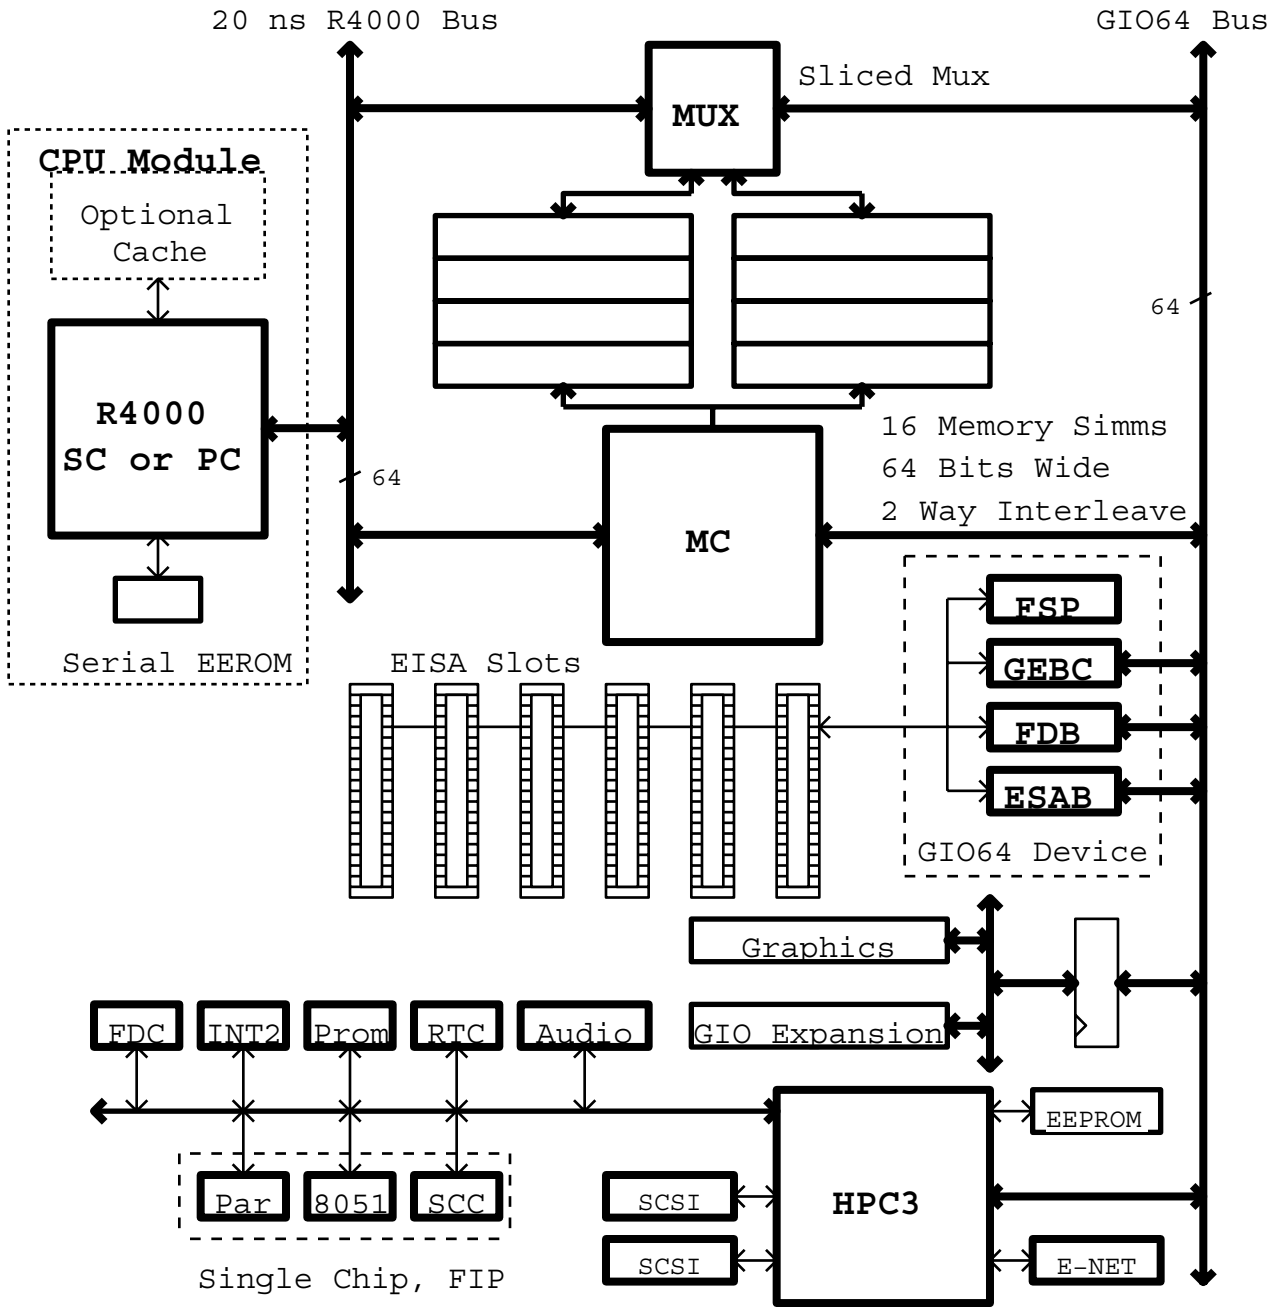 20 ns R4000 Bus
GIO64 Bus
Sliced Mux
MUX
CPU Module
Optional
Cache
64
R4000
SC or PC
64
16 Memory Simms
64 Bits Wide
2 Way Interleave
MC
Serial EEROM
EISA Slots
FSP
GEBC
FDB
ESAB
GIO64 Device
Graphics
GIO Expansion
FDC
INT2
Prom
RTC
Audio
EEPROM
Par
8051
SCC
SCSI
HPC3
SCSI
E-NET
Single Chip, FIP